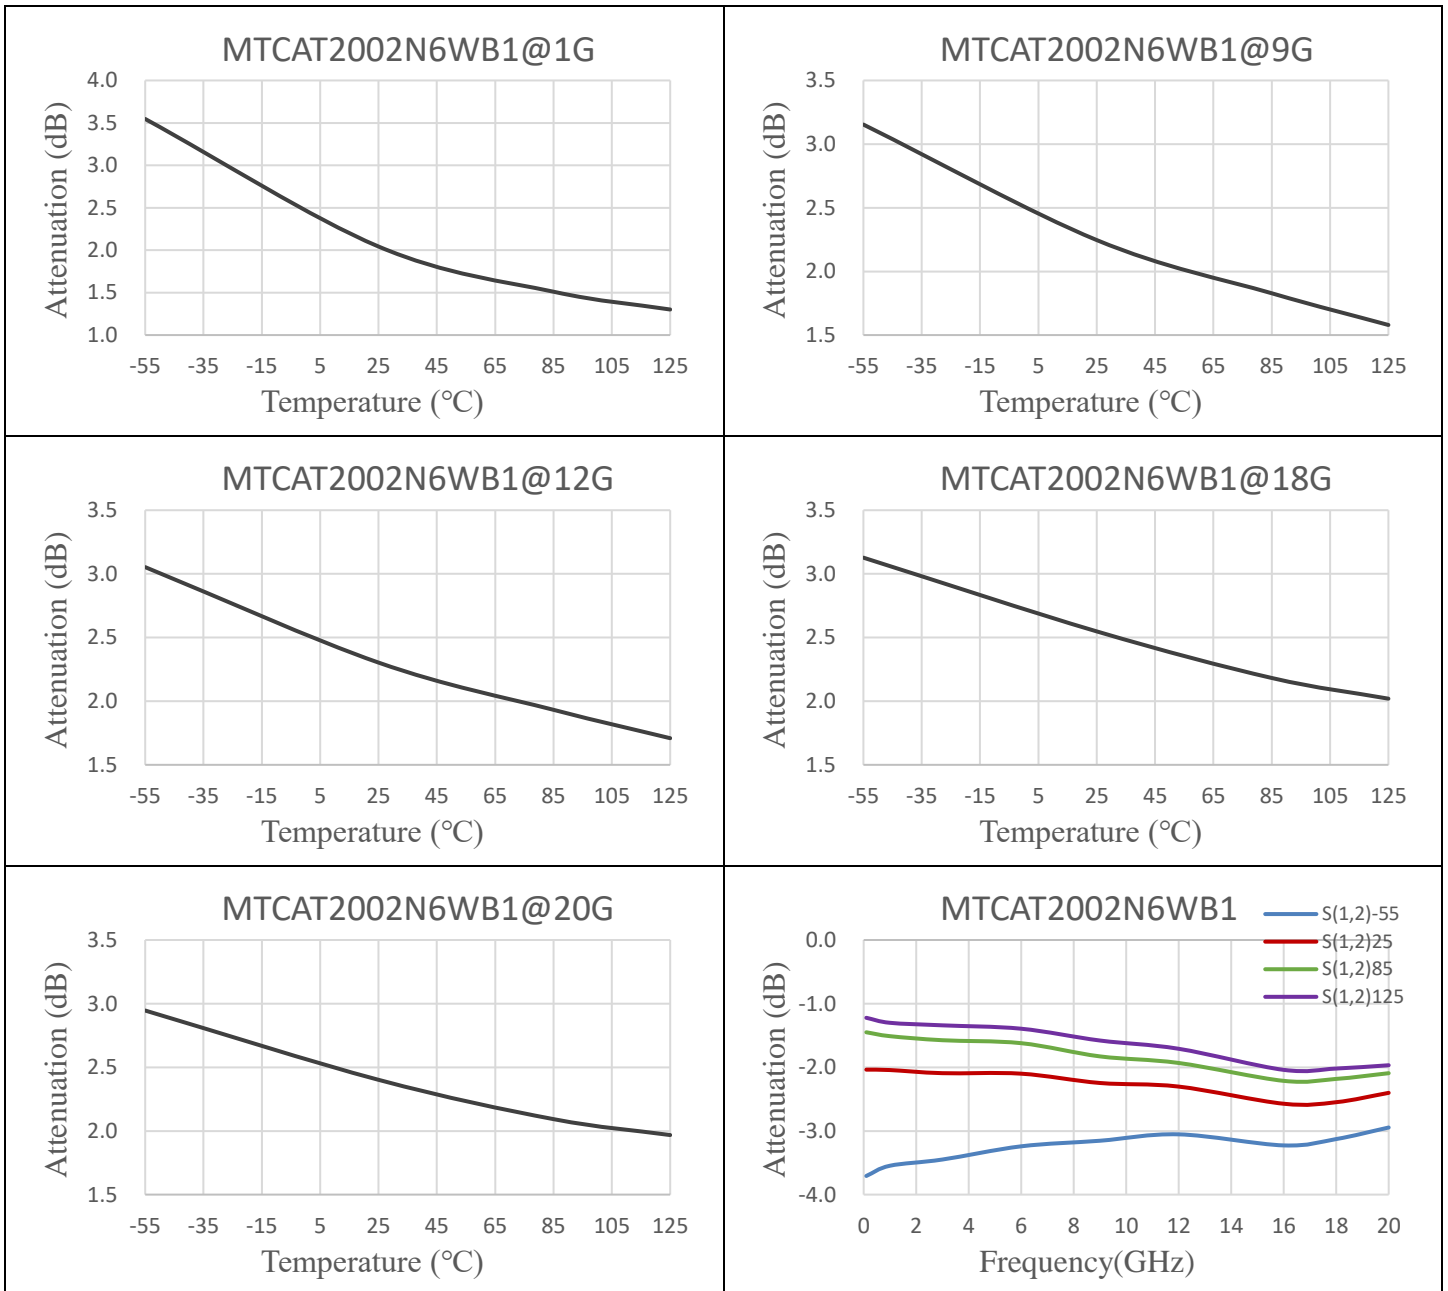 MTCAT2002N6WB1@1G
Attenuation (dB)
4.0
3.5
3.0
2.5
2.0
1.5
1.0
-55 -35 -15 5 25 45 65 85 105 125
Temperature (℃)
MTCAT2002N6WB1@9G
Attenuation (dB)
3.5
3.0
2.5
2.0
1.5
-55 -35 -15 5 25 45 65 85 105 125
Temperature (℃)
MTCAT2002N6WB1@12G
Attenuation (dB)
3.5
3.0
2.5
2.0
1.5
-55 -35 -15 5 25 45 65 85 105 125
Temperature (℃)
MTCAT2002N6WB1@18G
Attenuation (dB)
3.5
3.0
2.5
2.0
1.5
-55 -35 -15 5 25 45 65 85 105 125
Temperature (℃)
MTCAT2002N6WB1@20G
Attenuation (dB)
3.5
3.0
2.5
2.0
1.5
-55 -35 -15 5 25 45 65 85 105 125
Temperature (℃)
MTCAT2002N6WB1
S(1,2)-55
S(1,2)25
S(1,2)85
S(1,2)125
Attenuation (dB)
0.0
-1.0
-2.0
-3.0
-4.0
0 2 4 6 8 10 12 14 16 18 20
Frequency(GHz)